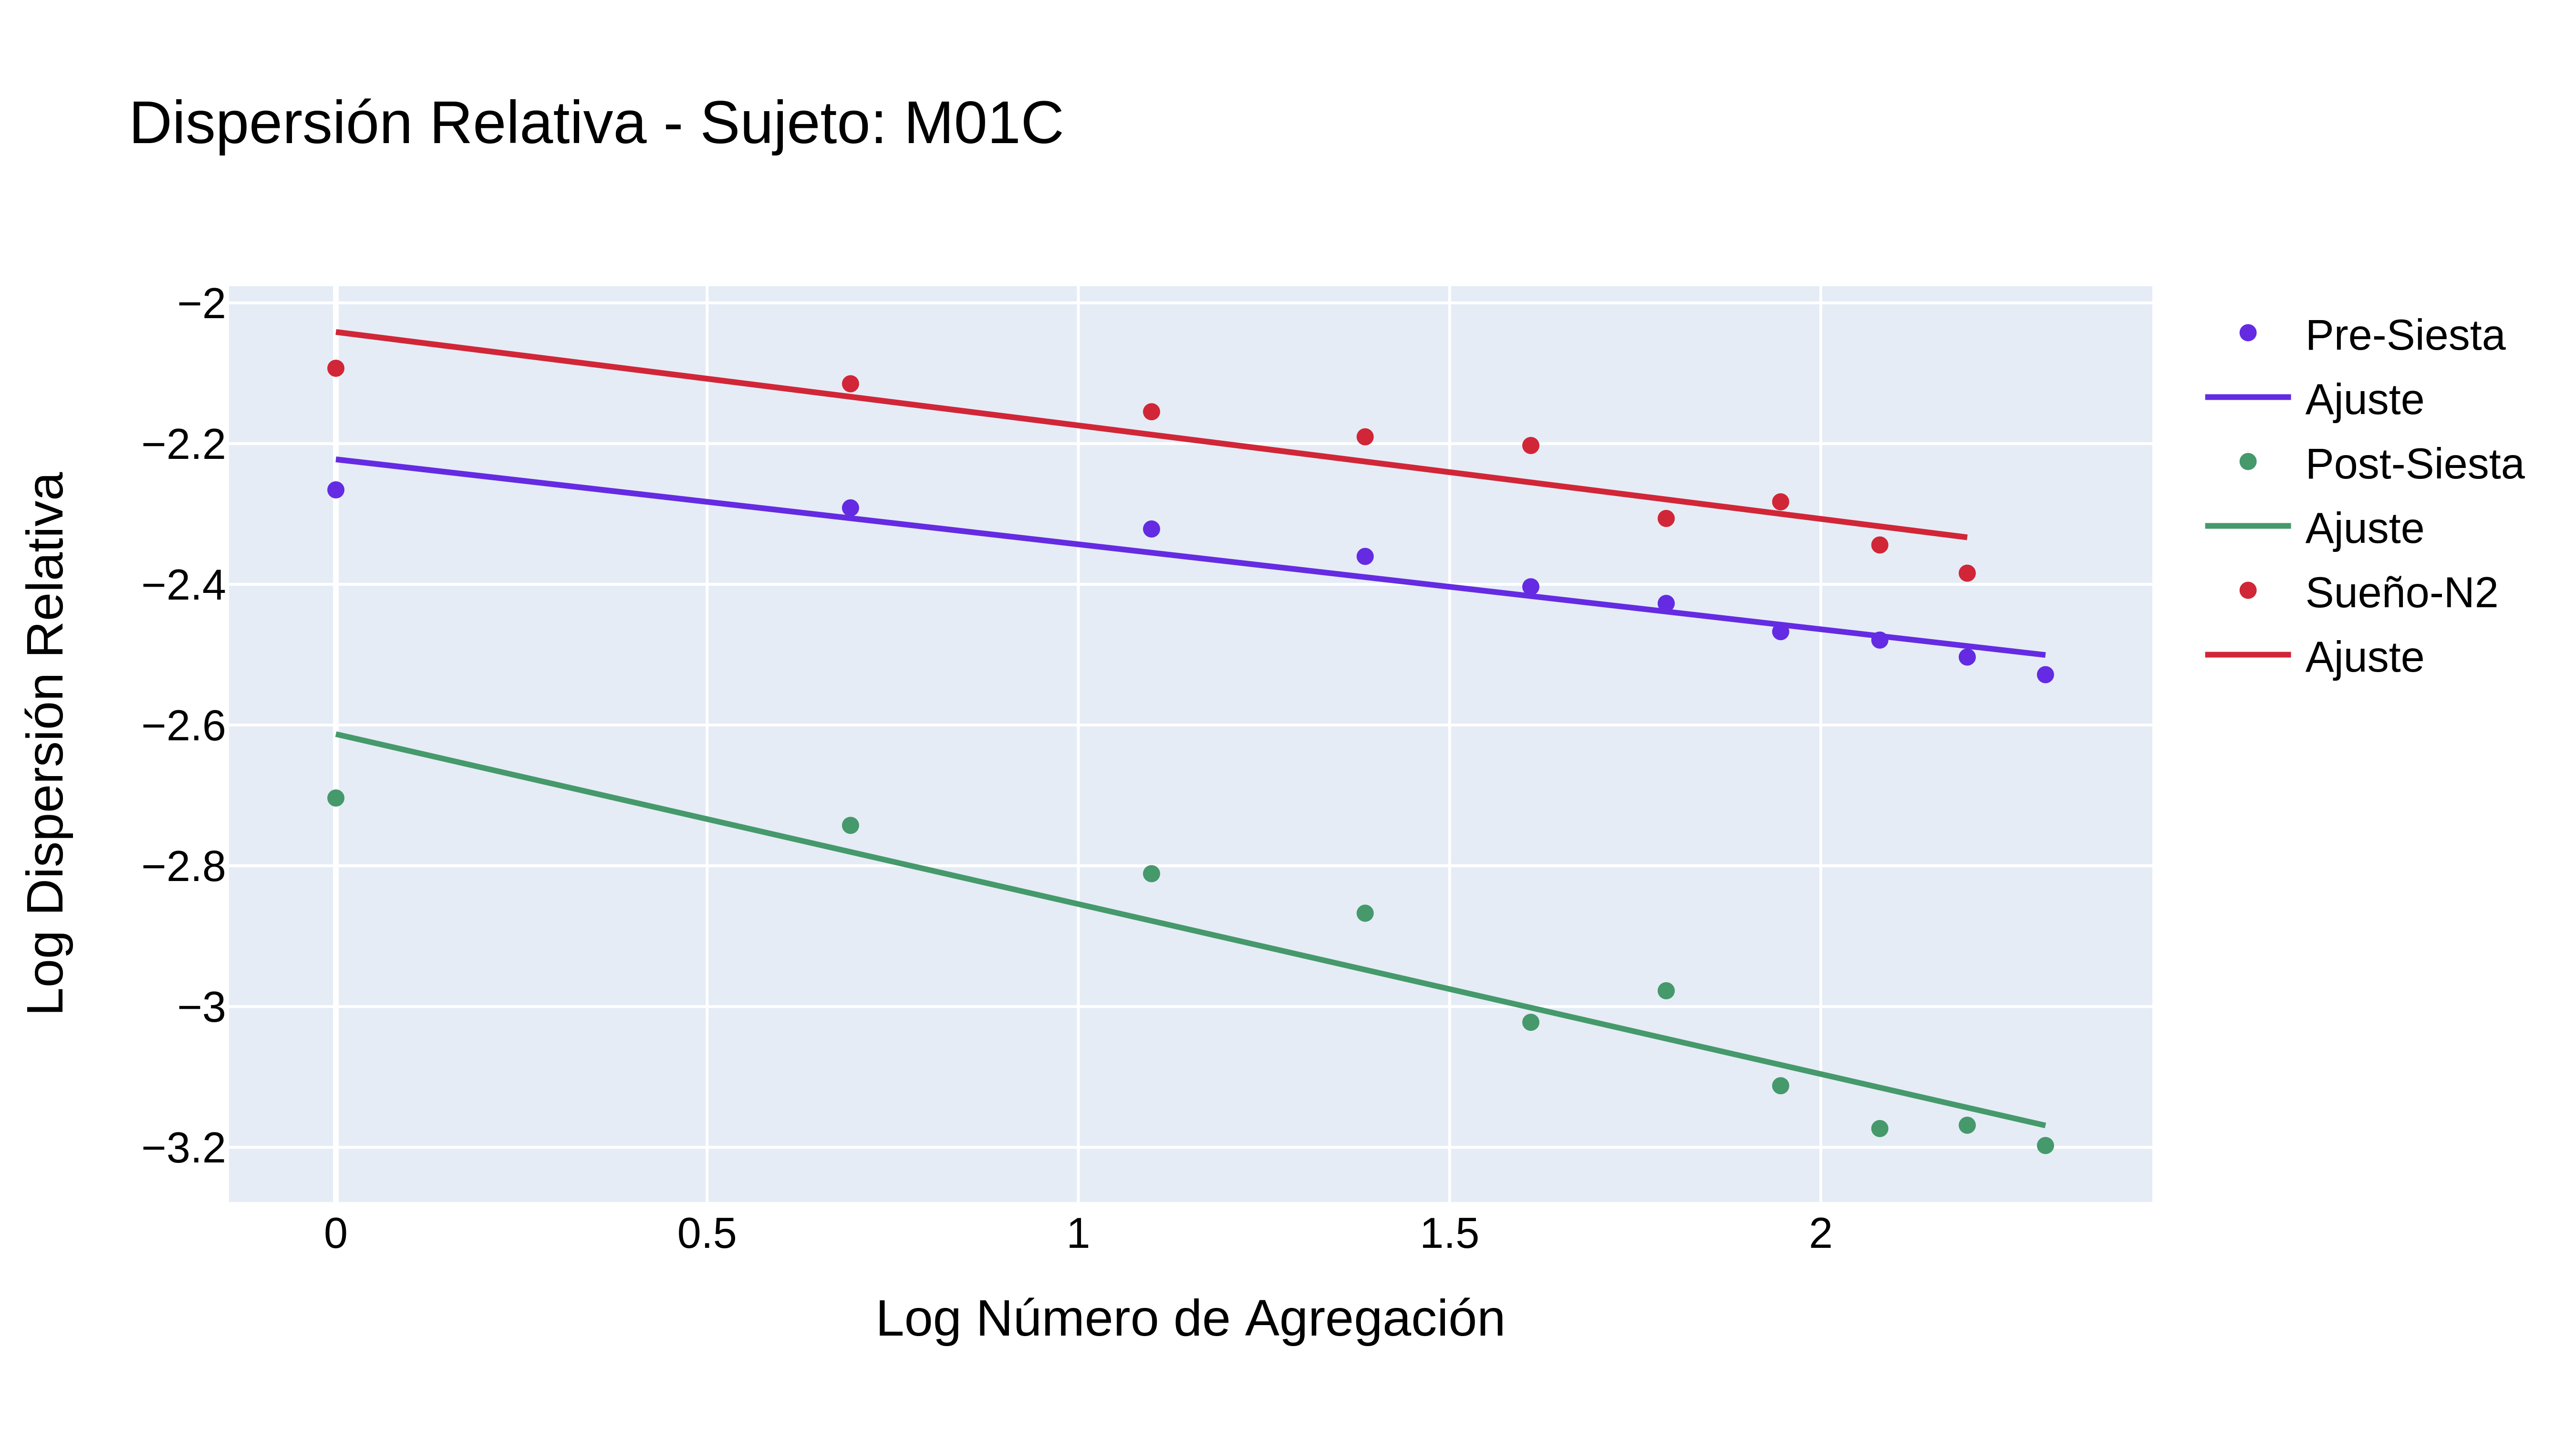 Dispersión Relativa - Sujeto: M01C
Log Dispersión Relativa
−2
−2.2
−2.4
−2.6
−2.8
−3
−3.2
0
0.5
1
1.5
2
Log Número de Agregación
Pre-Siesta
Ajuste
Post-Siesta
Ajuste
Sueño-N2
Ajuste